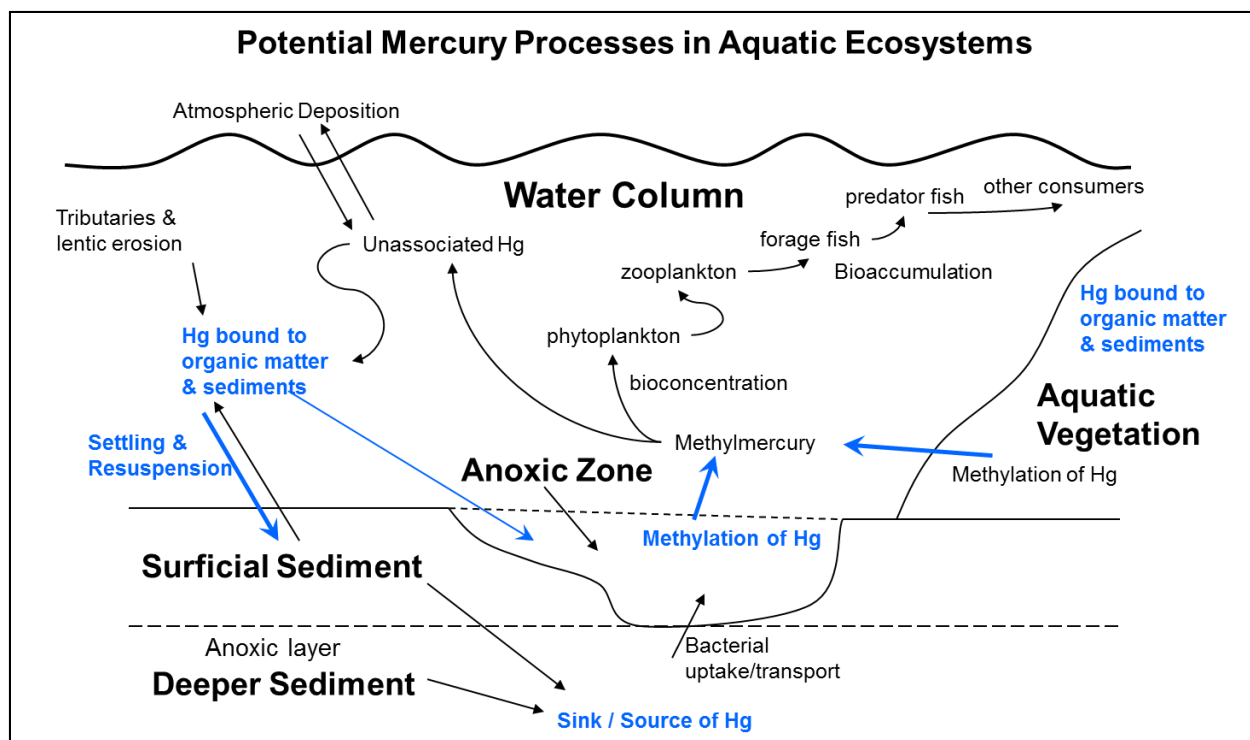 Potential Mercury Processes in Aquatic Ecosystems
Atmospheric Deposition
Water Column
predator fish
other consumers
Tributaries &
lentic erosion
Unassociated Hg
forage fish
zooplankton
Bioaccumulation
Hg bound to
organic matter
& sediments
Hg bound to
organic matter
& sediments
phytoplankton
bioconcentration
Aquatic
Vegetation
Settling &
Resuspension
Methylmercury
Anoxic Zone
Methylation of Hg
Methylation of Hg
Surficial Sediment
Anoxic layer
Bacterial
uptake/transport
Deeper Sediment
Sink / Source of Hg